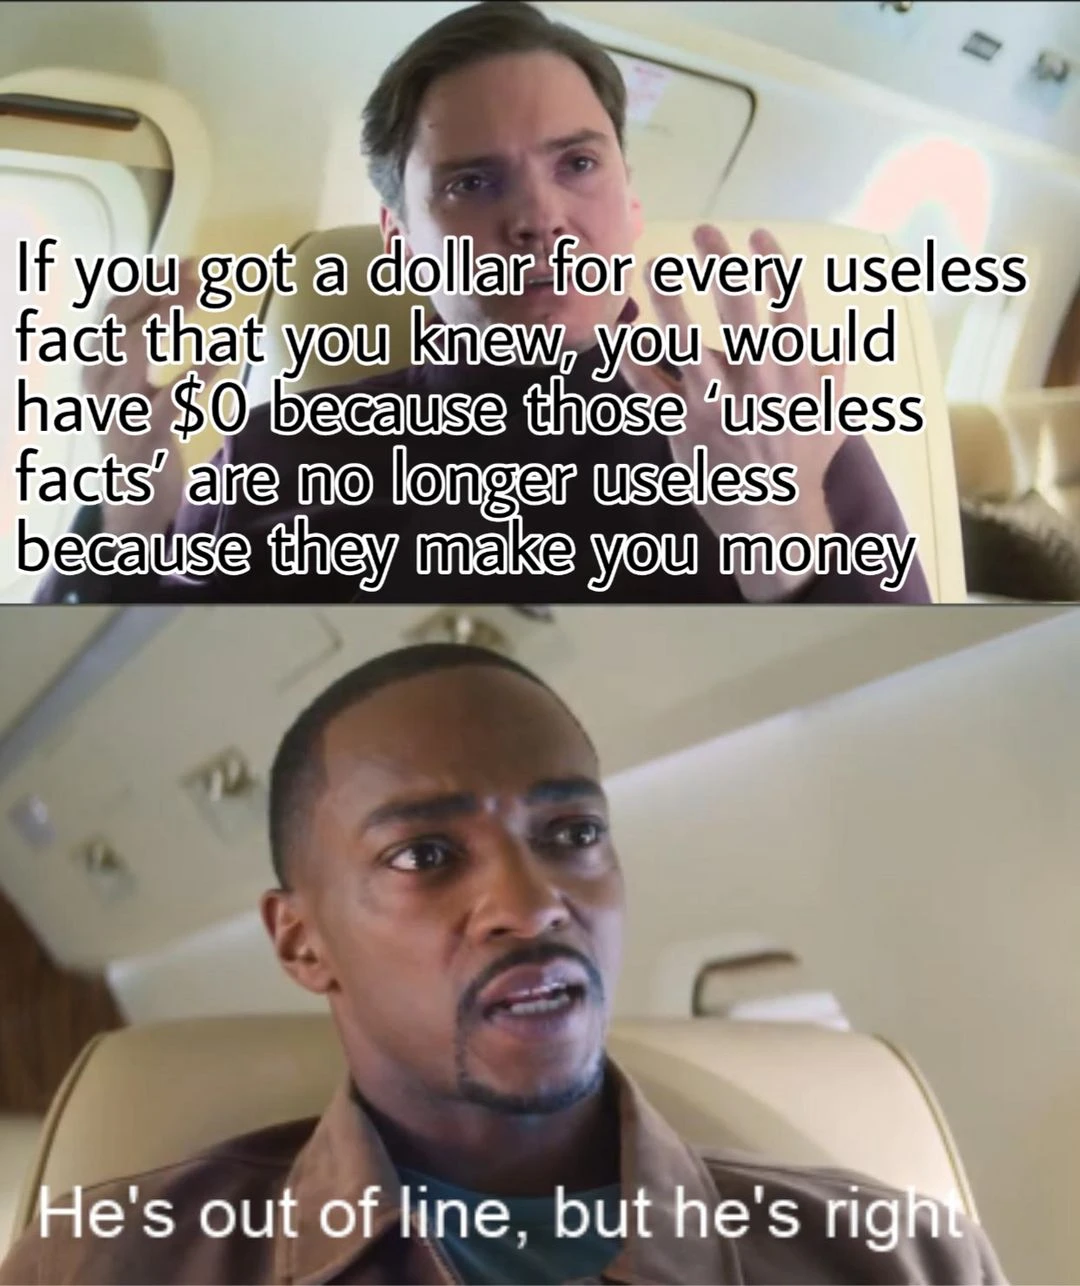 If you got a dollar for every useless
fact that you knew, you would
have $0 because those ‘useless
facts’ are no longer useless
because they make you money
He's out of line, but he's right